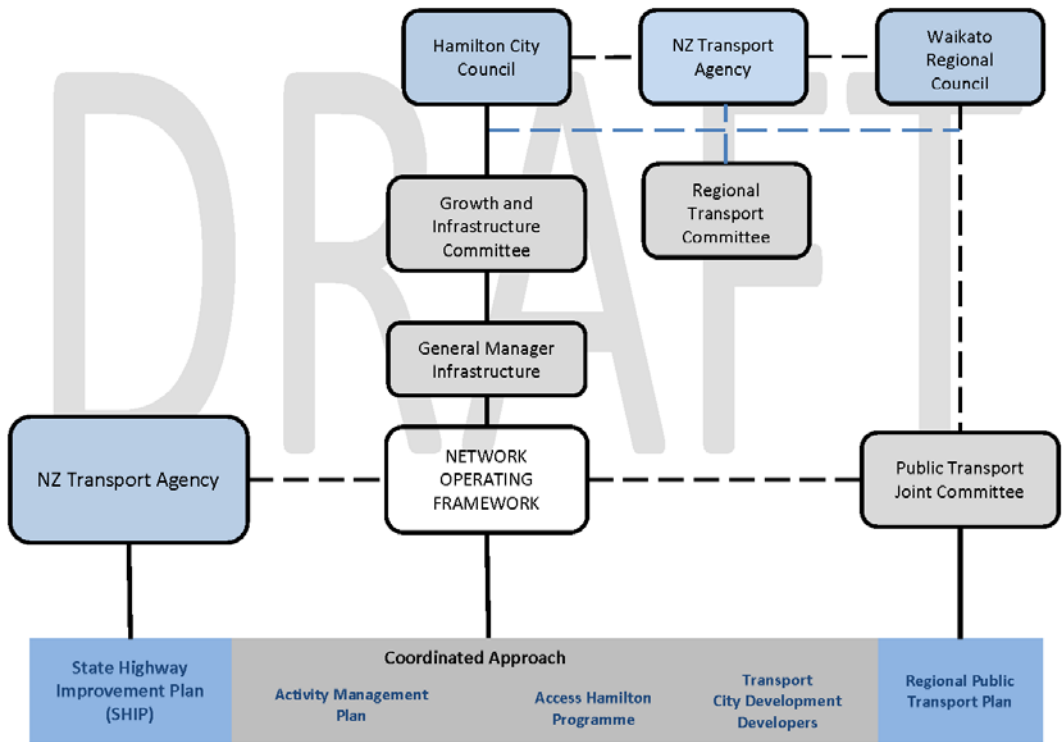 DRAFT
Hamilton City
Council
NZ Transport
Agency
Waikato
Regional
Council
Growth and
Infrastructure
Committee
Regional
Transport
Committee
General Manager
Infrastructure
NZ Transport Agency
NETWORK
OPERATING
FRAMEWORK
Public Transport
Joint Committee
State Highway
Improvement Plan
(SHIP)
Coordinated Approach
Activity Management
Plan
Access Hamilton
Programme
Transport
City Development
Developers
Regional Public
Transport Plan